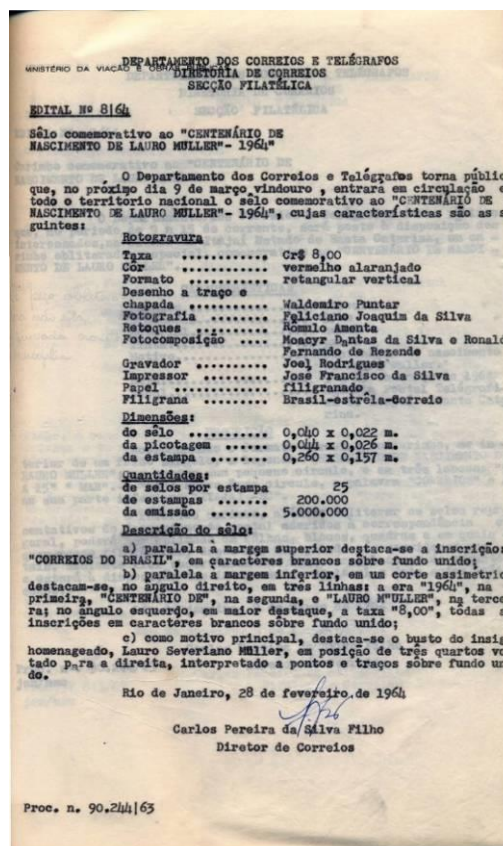 MINISTÉRIO DA VIAÇÃO E OBRAS PÚBLICAS
DEPARTAMENTO DOS CORREIOS E TELÉGRAFOS
DIRETORIA DE CORREIOS
SECÇÃO FILATÉLICA
EDITAL Nº 8|64
Sêlo comemorativo ao "CENTENÁRIO DE
NASCIMENTO DE LAURO MULLER"- 1964"
O Departamento dos Correios e Telégrafos torna públic
que, no próximo dia 9 de março vindouro , entrará em circulação e
todo o território nacional o sêlo comemorativo ao "CENTENÁRIO DE
NASCIMENTO DE LAURO MULLER"- 1964", cujas características são as s
guintes:
Rotogravura
Taxa ............ Cr$ 8,00
Côr ............ vermelho alaranjado
Formato .......... retangular vertical
Desenho a traço e
chapada .......... Waldemiro Puntar
Fotografia ....... Feliciano Joaquim da Silva
Retoques ......... Romulo Amenta
Fotocomposição .... Moacyr Dantas da Silva e Ronald
Fernando de Rezende
Gravador ......... Joel Rodrigues
Impressor ........ José Francisco da Silva
Papel ............ filigranado
Filigrana ........ Brasil-estrêla-Correio
Dimensões:
do sêlo .......... 0,040 x 0,022 m.
da picotagem ..... 0,044 x 0,026 m.
da estampa ....... 0,260 x 0,157 m.
Quantidades:
de selos por estampa 25
de estampas ....... 200.000
da emissão ........ 5.000.000
Descrição do sêlo:
a) paralela à margem superior destaca-se a inscrição:
"CORREIOS DO BRASIL", em caracteres brancos sôbre fundo unido;
b) paralela à margem inferior, em um corte assimétric
destacam-se, no ângulo direito, em três linhas: a era "1964", na
primeira, "CENTENÁRIO DE", na segunda, e "LAURO M"ULLER", na terce
ra; no ângulo esquerdo, em maior destaque, a taxa "8,00", tôdas
inscrições em caracteres brancos sôbre fundo unido;
c) como motivo principal, destaca-se o busto do insig
homenageado, Lauro Severiano Müller, em posição de três quartos vo
tado para a direita, interpretado a pontos e traços sôbre fundo un
do.
Rio de Janeiro, 28 de fevereiro de 1964
Carlos Pereira da Silva Filho
Diretor de Correios
Proc. n. 90.244|63